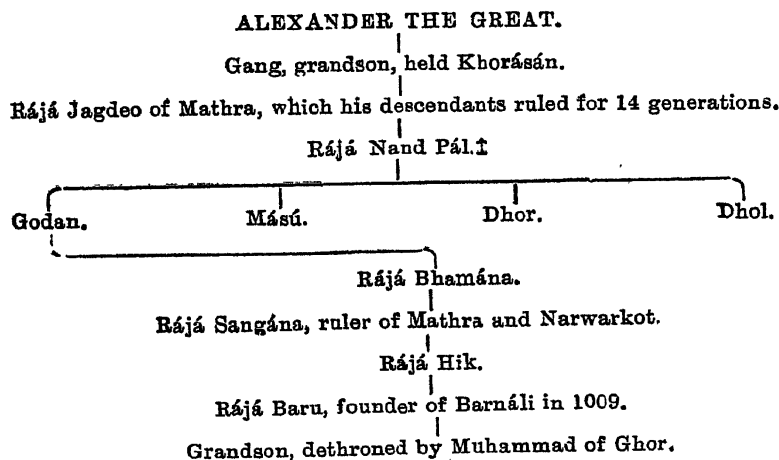 ALEXANDER THE GREAT.
Gang, grandson, held Khorásán.
Rájá Jagdeo of Mathra, which his descendants ruled for 14 generations.
Rájá Nand Pál.‡
Godan. Mású. Dhor. Dhol.
Rájá Bhamána.
Rájá Sangána, ruler of Mathra and Narwarkot.
Rájá Hik.
Rájá Baru, founder of Barnáli in 1009.
Grandson, dethroned by Muhammad of Ghor.